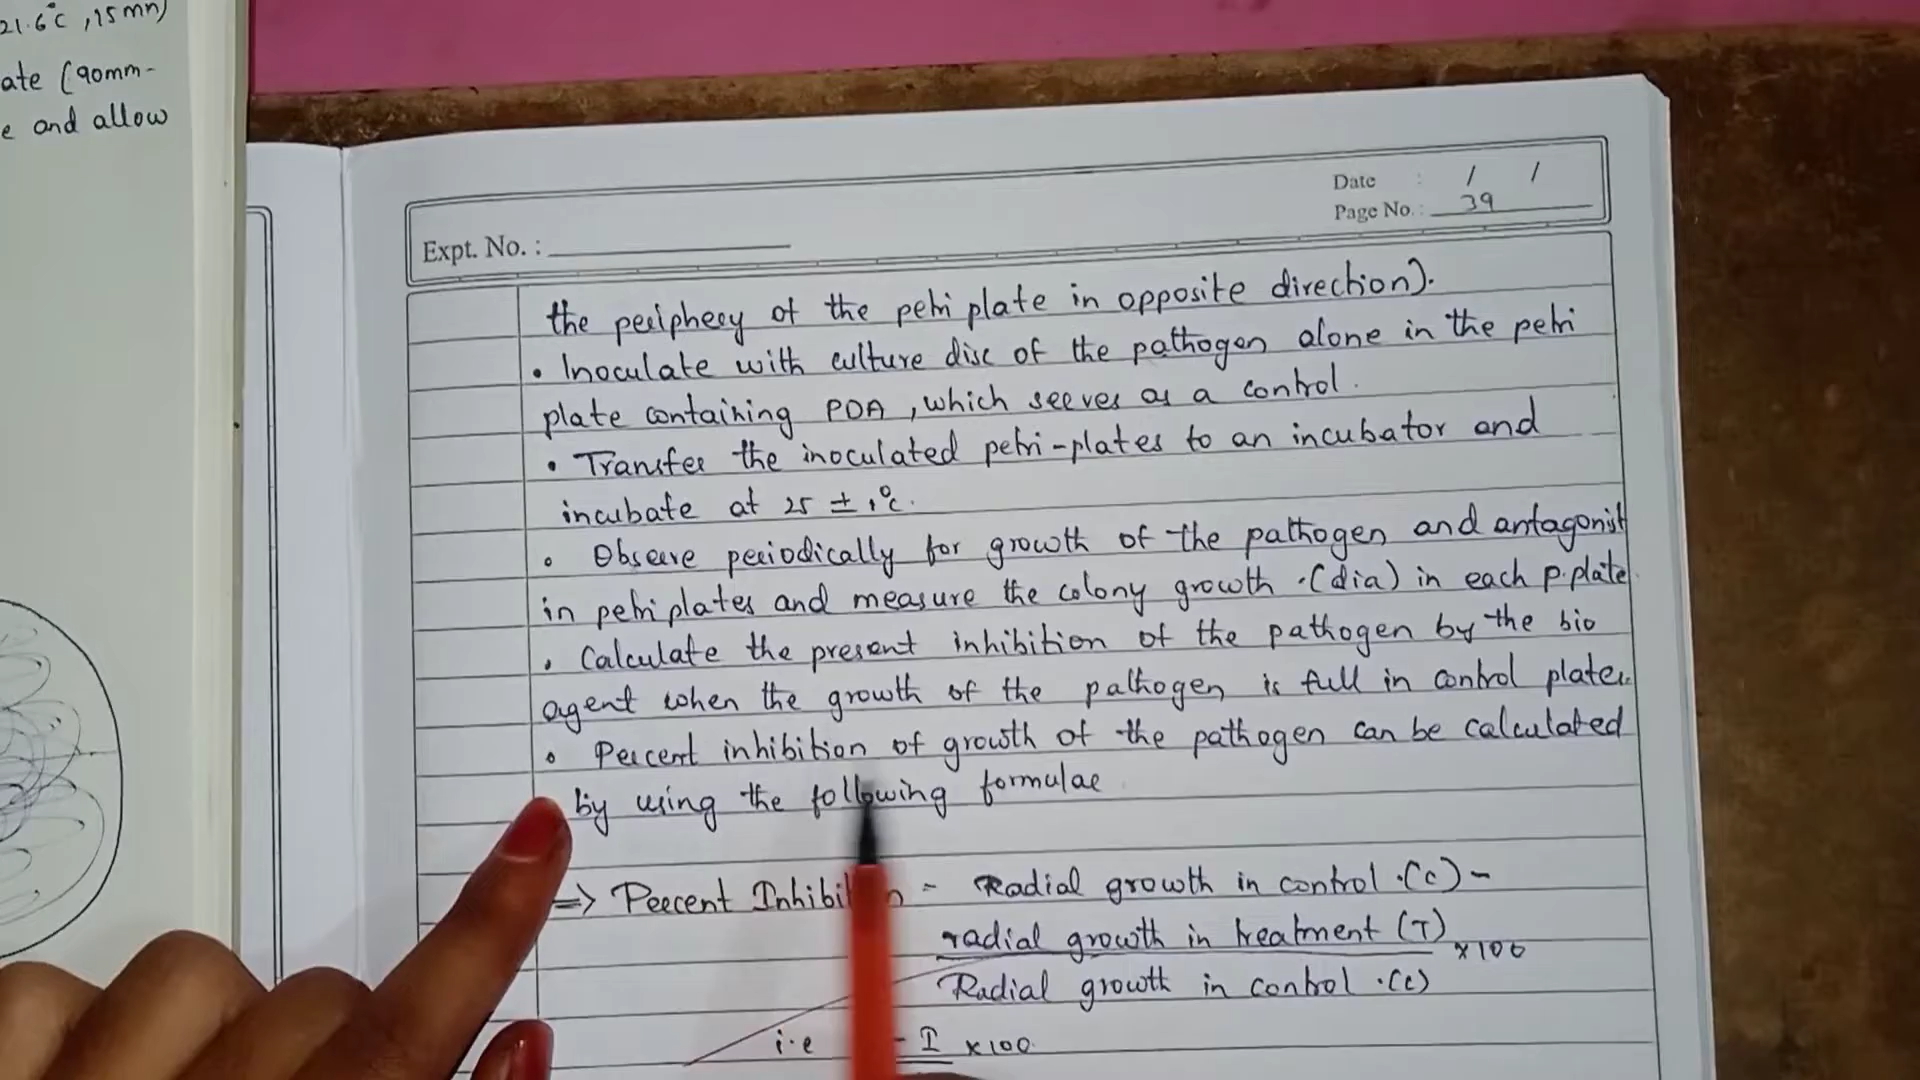 21.6°C, 15mn)
ate (90mm-
e and allow
Date : / /
Page No. : 39
Expt. No. :
the periphery of the petri plate in opposite direction).
• Inoculate with culture disc of the pathogen alone in the petri
plate containing PDA, which serves as a control.
• Transfer the inoculated petri-plates to an incubator and
incubate at 25 ± 1°c.
• Observe periodically for growth of the pathogen and antagonist
in petri plates and measure the colony growth .(dia) in each p.plate.
• Calculate the present inhibition of the pathogen by the bio
agent when the growth of the pathogen is full in control plates.
• Percent inhibition of growth of the pathogen can be calculated
by using the following formulae
=> Percent Inhibi n = Radial growth in control .(c) -
radial growth in treatment (T)
x 100
Radial growth in control .(c)
i.e - I x100